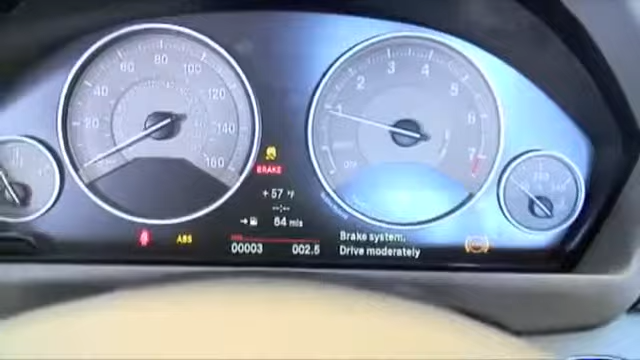 20
40
60
80
100
120
140
160
1
2
3
4
5
6
7
BRAKE
+57 °F
--:--
84 mls
ABS
00003 002.5
Brake system.
Drive moderately